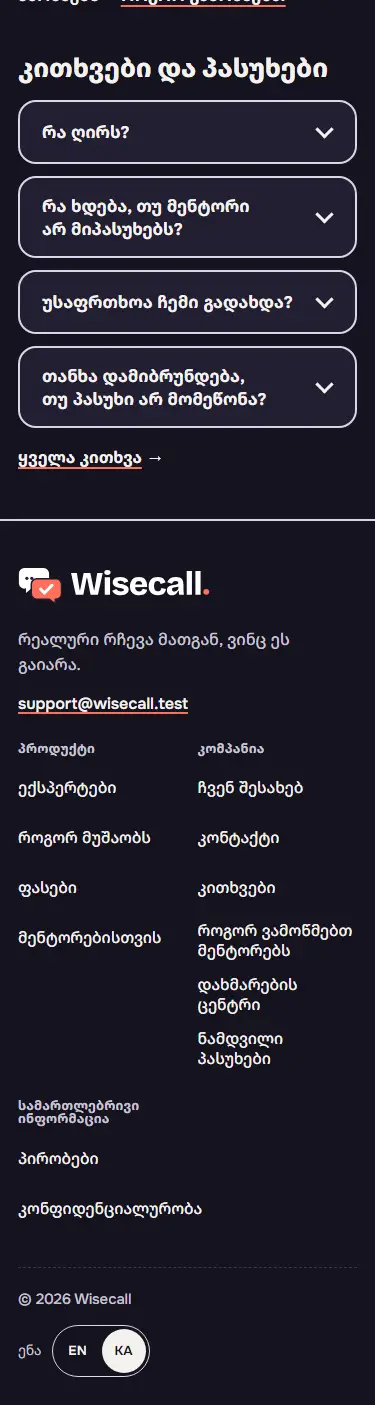 კითხვები და პასუხები
რა ღირს?
რა ხდება, თუ მენტორი
არ მიპასუხებს?
უსაფრთხოა ჩემი გადახდა?
თანხა დამიბრუნდება,
თუ პასუხი არ მომეწონა?
ყველა კითხვა →
Wisecall.
რეალური რჩევა მათგან, ვინც ეს
გაიარა.
support@wisecall.test
პროდუქტი
ექსპერტები
როგორ მუშაობს
ფასები
მენტორებისთვის
კომპანია
ჩვენ შესახებ
კონტაქტი
კითხვები
როგორ ვამოწმებთ
მენტორებს
დახმარების
ცენტრი
ნამდვილი
პასუხები
სამართლებრივი
ინფორმაცია
პირობები
კონფიდენციალურობა
© 2026 Wisecall
ენა EN KA